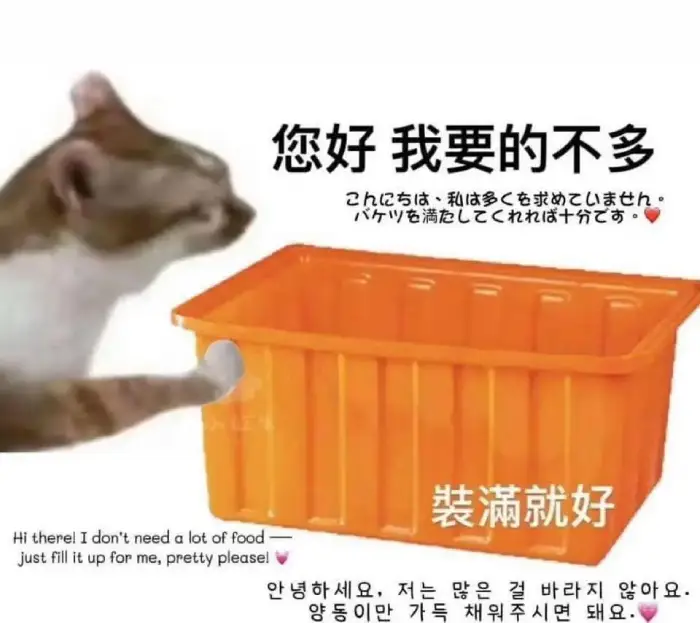 您好 我要的不多
こんにちは、私は多くを求めていません。
バケツを満たしてくれれば十分です。❤️
裝滿就好
Hi there! I don't need a lot of food —
just fill it up for me, pretty please! 💗
안녕하세요, 저는 많은 걸 바라지 않아요.
양동이만 가득 채워주시면 돼요.💗